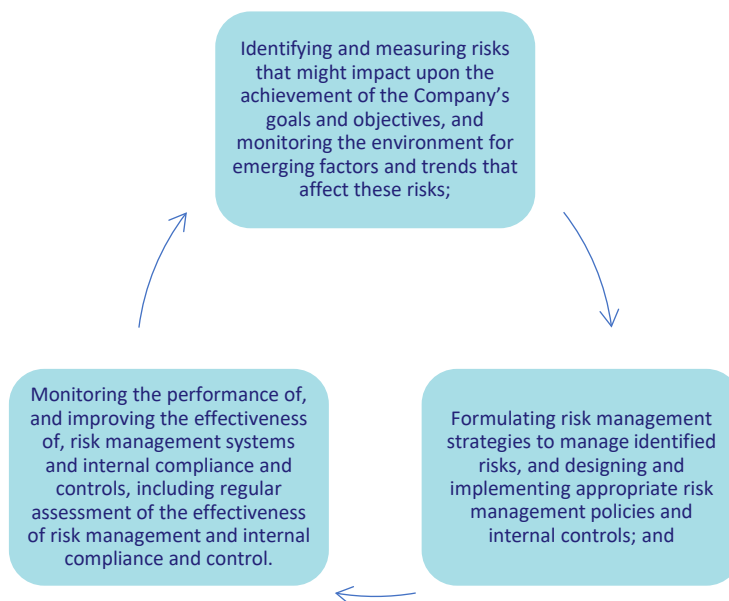 Identifying and measuring risks
that might impact upon the
achievement of the Company’s
goals and objectives, and
monitoring the environment for
emerging factors and trends that
affect these risks;
Formulating risk management
strategies to manage identified
risks, and designing and
implementing appropriate risk
management policies and
internal controls; and
Monitoring the performance of,
and improving the effectiveness
of, risk management systems
and internal compliance and
controls, including regular
assessment of the effectiveness
of risk management and internal
compliance and control.